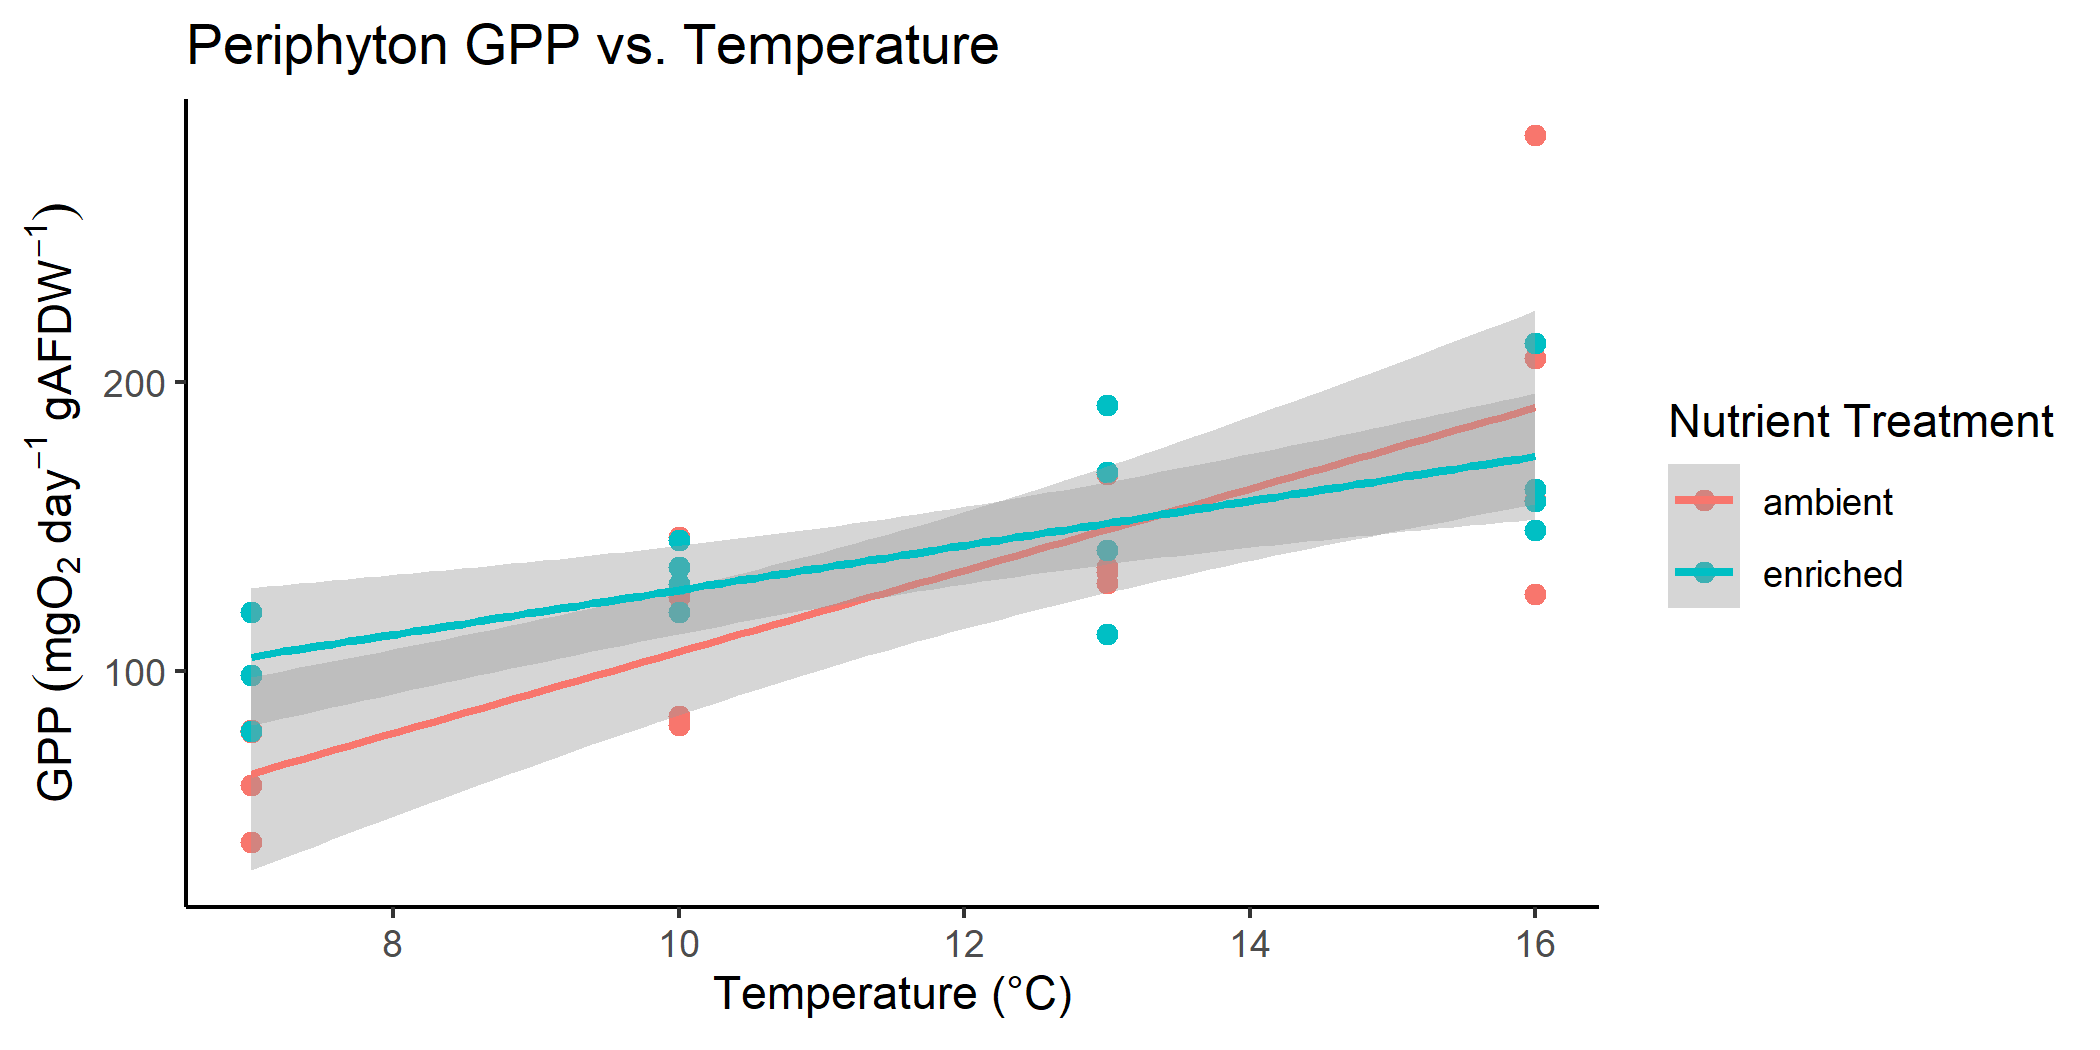 Periphyton GPP vs. Temperature
GPP (mgO₂ day⁻¹ gAFDW⁻¹)
200
100
8 10 12 14 16
Temperature (°C)
Nutrient Treatment
ambient
enriched